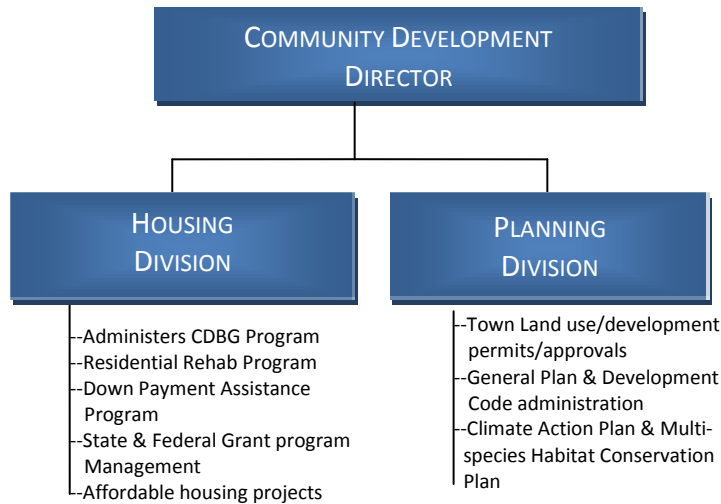 COMMUNITY DEVELOPMENT
DIRECTOR
HOUSING
DIVISION
--Administers CDBG Program
--Residential Rehab Program
--Down Payment Assistance
Program
--State & Federal Grant program
Management
--Affordable housing projects
PLANNING
DIVISION
--Town Land use/development
permits/approvals
--General Plan & Development
Code administration
--Climate Action Plan & Multi-
species Habitat Conservation
Plan